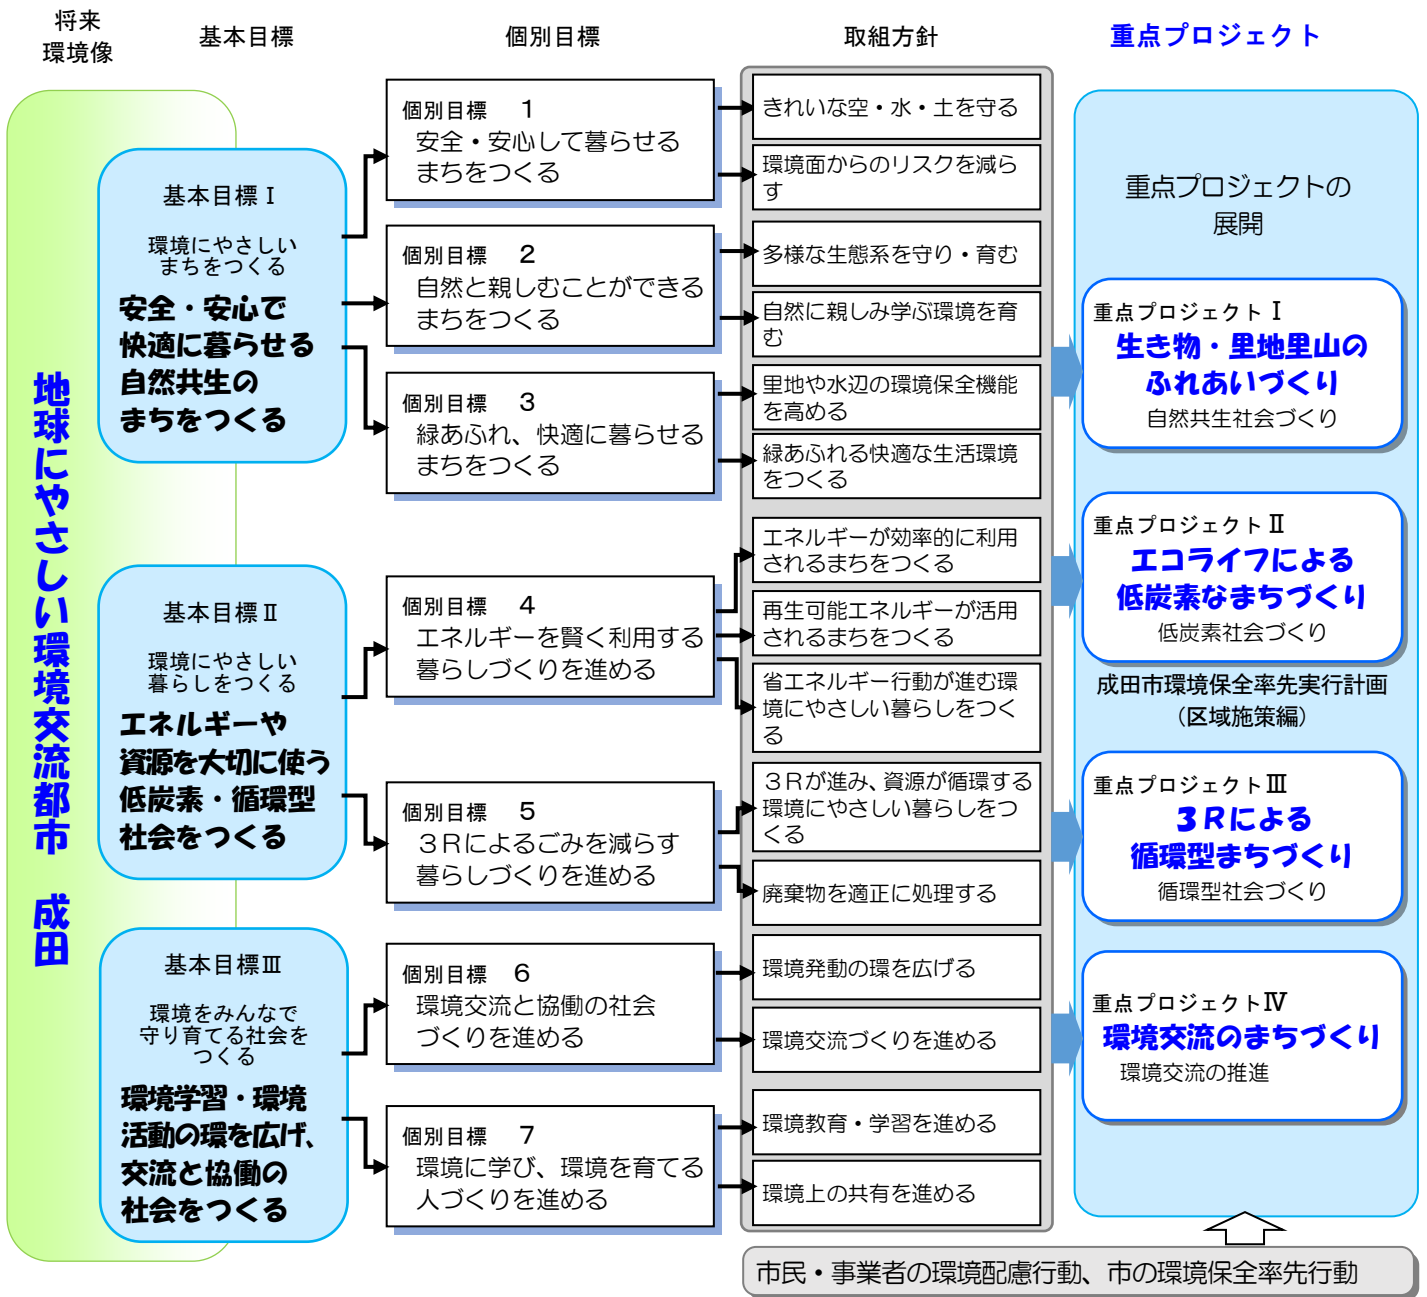 将来
環境像
基本目標
個別目標
取組方針
重点プロジェクト
地球にやさしい環境交流都市　成田
基本目標Ⅰ
環境にやさしい
まちをつくる
安全・安心で
快適に暮らせる
自然共生の
まちをつくる
基本目標Ⅱ
環境にやさしい
暮らしをつくる
エネルギーや
資源を大切に使う
低炭素・循環型
社会をつくる
基本目標Ⅲ
環境をみんなで
守り育てる社会を
つくる
環境学習・環境
活動の環を広げ、
交流と協働の
社会をつくる
個別目標　1
安全・安心して暮らせる
まちをつくる
個別目標　2
自然と親しむことができる
まちをつくる
個別目標　3
緑あふれ、快適に暮らせる
まちをつくる
個別目標　4
エネルギーを賢く利用する
暮らしづくりを進める
個別目標　5
３Ｒによるごみを減らす
暮らしづくりを進める
個別目標　6
環境交流と協働の社会
づくりを進める
個別目標　7
環境に学び、環境を育てる
人づくりを進める
きれいな空・水・土を守る
環境面からのリスクを減ら
す
多様な生態系を守り・育む
自然に親しみ学ぶ環境を育
む
里地や水辺の環境保全機能
を高める
緑あふれる快適な生活環境
をつくる
エネルギーが効率的に利用
されるまちをつくる
再生可能エネルギーが活用
されるまちをつくる
省エネルギー行動が進む環
境にやさしい暮らしをつく
る
３Ｒが進み、資源が循環する
環境にやさしい暮らしをつ
くる
廃棄物を適正に処理する
環境発動の環を広げる
環境交流づくりを進める
環境教育・学習を進める
環境上の共有を進める
重点プロジェクトの
展開
重点プロジェクトⅠ
生き物・里地里山の
ふれあいづくり
自然共生社会づくり
重点プロジェクトⅡ
エコライフによる
低炭素なまちづくり
低炭素社会づくり
成田市環境保全率先実行計画
（区域施策編）
重点プロジェクトⅢ
３Ｒによる
循環型まちづくり
循環型社会づくり
重点プロジェクトⅣ
環境交流のまちづくり
環境交流の推進
市民・事業者の環境配慮行動、市の環境保全率先行動